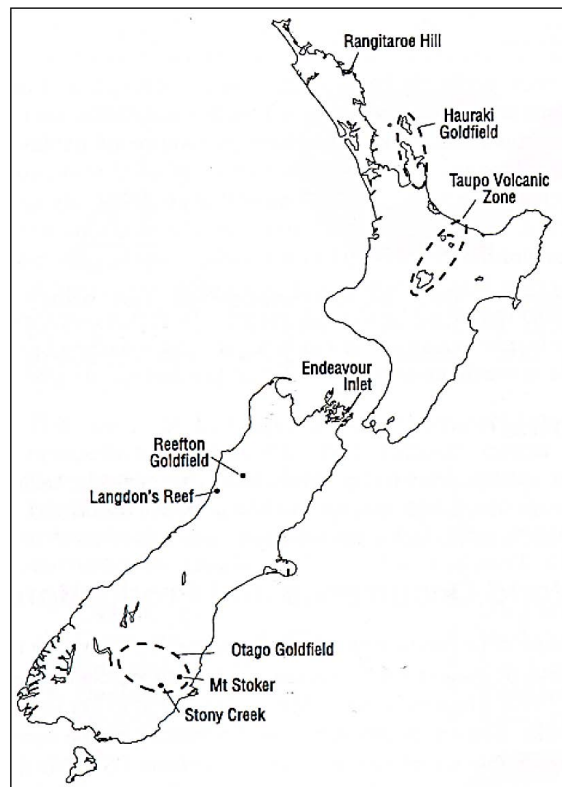 Rangitaroe Hill
Hauraki
Goldfield
Taupo Volcanic
Zone
Endeavour
Inlet
Reefton
Goldfield
Langdon's Reef
Otago Goldfield
Mt Stoker
Stony Creek